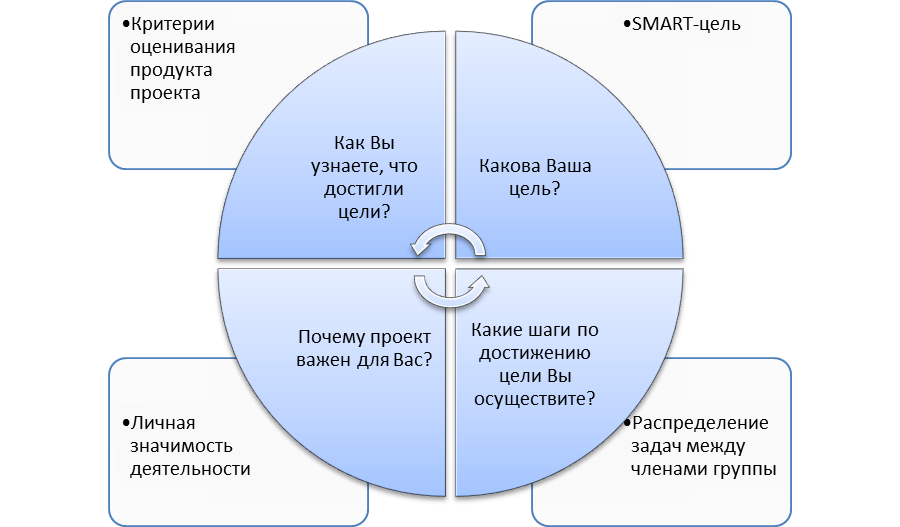 •Критерии
оценивания
продукта
проекта
•SMART-цель
Как Вы
узнаете, что
достигли
цели?
Какова Ваша
цель?
Почему проект
важен для Вас?
Какие шаги по
достижению
цели Вы
осуществите?
•Личная
значимость
деятельности
•Распределение
задач между
членами группы